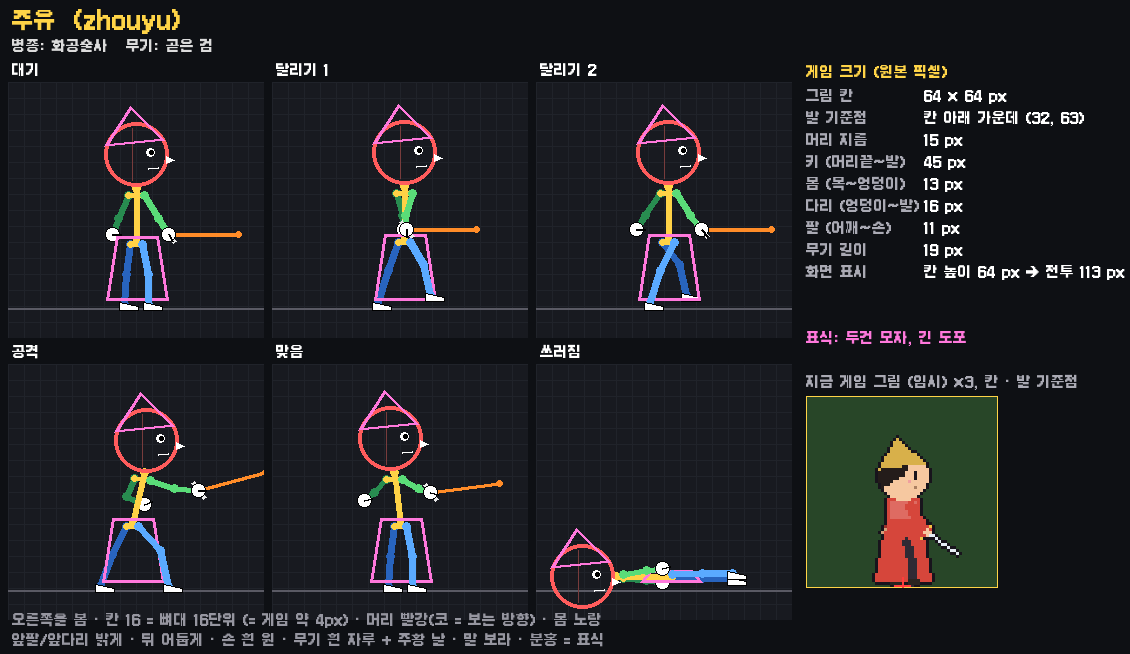 주유 (zhouyu)
병종: 화공술사 무기: 곧은 검
대기
달리기 1
달리기 2
공격
맞음
쓰러짐
오른쪽을 봄 · 칸 16 = 뼈대 16단위 (= 게임 약 4px) · 머리 빨강(코 = 보는 방향) · 몸 노랑
앞팔/앞다리 밝게 · 뒤 어둡게 · 손 흰 원 · 무기 흰 자루 + 주황 날 · 말 보라 · 분홍 = 표식
게임 크기 (원본 픽셀)
그림 칸 64 × 64 px
발 기준점 칸 아래 가운데 (32, 63)
머리 지름 15 px
키 (머리끝~발) 45 px
몸 (목~엉덩이) 13 px
다리 (엉덩이~발) 16 px
팔 (어깨~손) 11 px
무기 길이 19 px
화면 표시 칸 높이 64 px → 전투 113 px
표식: 두건 모자, 긴 도포
지금 게임 그림 (임시) ×3, 칸 · 발 기준점